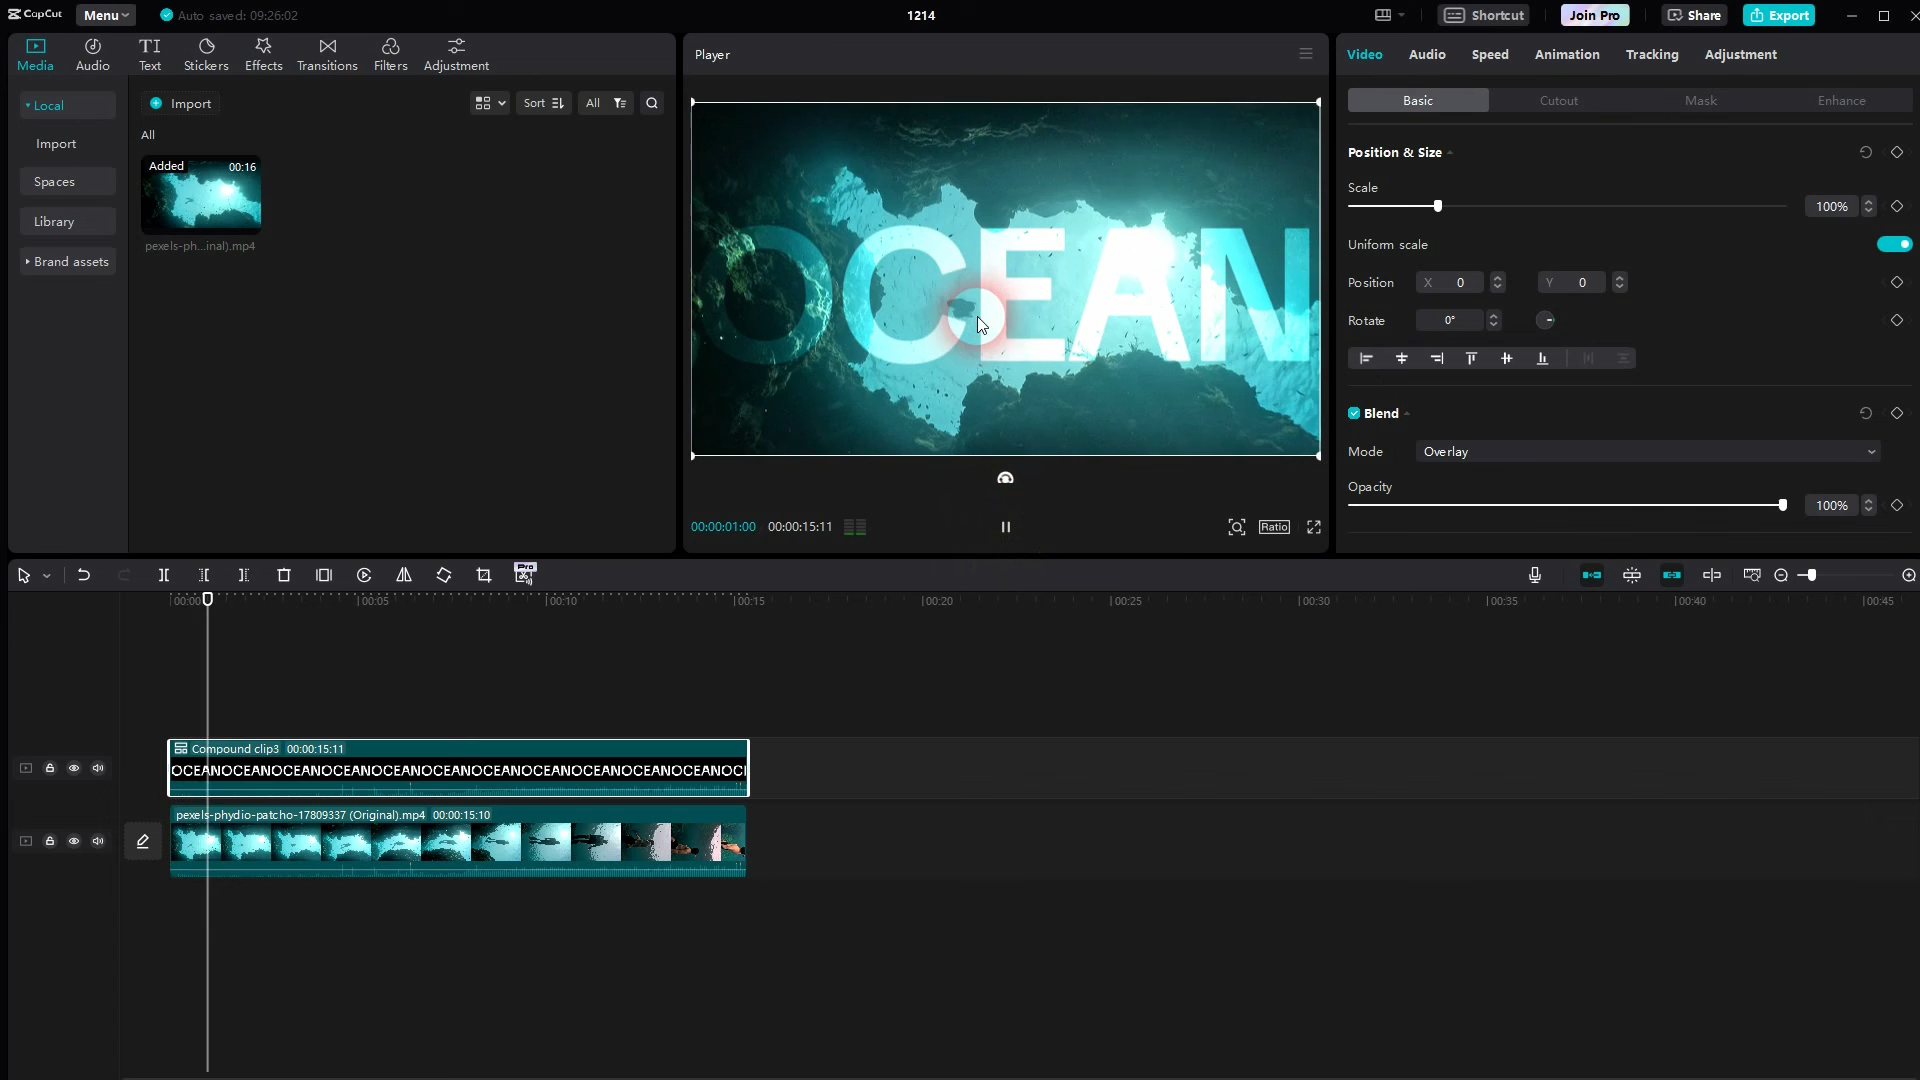 CapCut
Menu
Auto saved: 09:26:02
1214
Shortcut
Join Pro
Share
Export
Media
Audio
Text
Stickers
Effects
Transitions
Filters
Adjustment
Local
Import
Spaces
Library
Brand assets
Import
Sort
All
All
Added
00:16
pexels-ph...inal).mp4
Player
OCEAN
00:00:01:00
00:00:15:11
Ratio
Video
Audio
Speed
Animation
Tracking
Adjustment
Basic
Cutout
Mask
Enhance
Position & Size
Scale
100%
Uniform scale
Position
X 0
Y 0
Rotate
0°
Blend
Mode
Overlay
Opacity
100%
Pro
00:00
00:05
00:10
00:15
00:20
00:25
00:30
00:35
00:40
00:45
Compound clip3 00:00:15:11
OCEANOCEANOCEANOCEANOCEANOCEANOCEANOCEANOCEANOCEANOCEANOC
pexels-phydio-patcho-17809337 (Original).mp4 00:00:15:10